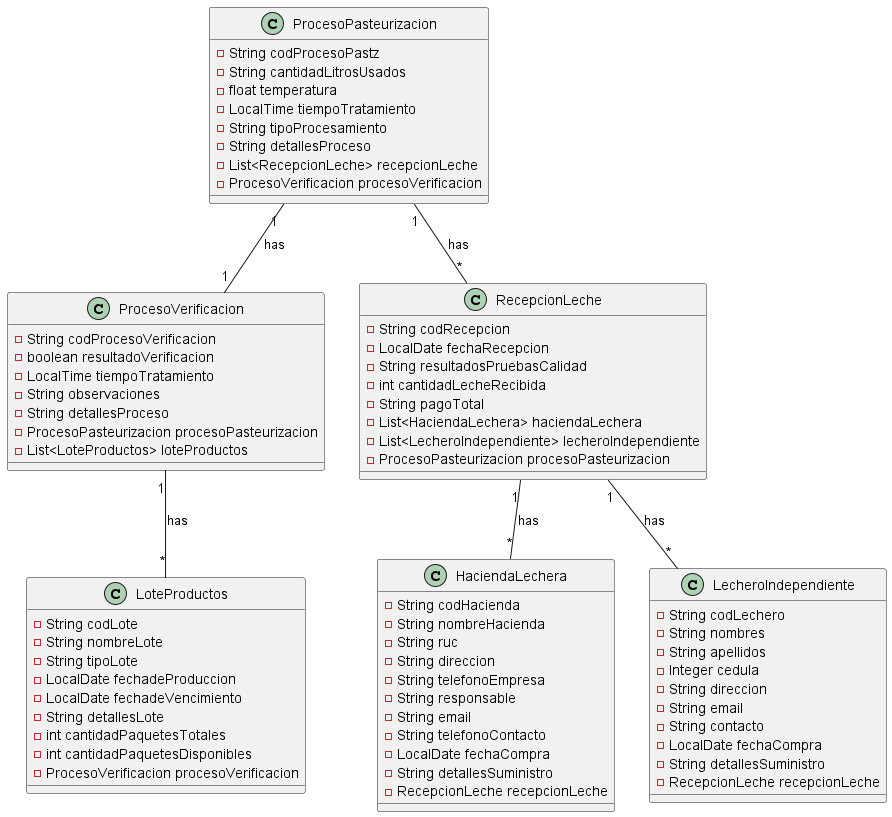 C ProcesoPasteurizacion
String codProcesoPastz
String cantidadLitrosUsados
float temperatura
LocalTime tiempoTratamiento
String tipoProcesamiento
String detallesProceso
List<RecepcionLeche> recepcionLeche
ProcesoVerificacion procesoVerificacion
1
has
1
1
has
*
C ProcesoVerificacion
String codProcesoVerificacion
boolean resultadoVerificacion
LocalTime tiempoTratamiento
String observaciones
String detallesProceso
ProcesoPasteurizacion procesoPasteurizacion
List<LoteProductos> loteProductos
C RecepcionLeche
String codRecepcion
LocalDate fechaRecepcion
String resultadosPruebasCalidad
int cantidadLecheRecibida
String pagoTotal
List<HaciendaLechera> haciendaLechera
List<LecheroIndependiente> lecheroIndependiente
ProcesoPasteurizacion procesoPasteurizacion
1
has
*
1
has
*
1
has
*
C LoteProductos
String codLote
String nombreLote
String tipoLote
LocalDate fechadeProduccion
LocalDate fechadeVencimiento
String detallesLote
int cantidadPaquetesTotales
int cantidadPaquetesDisponibles
ProcesoVerificacion procesoVerificacion
C HaciendaLechera
String codHacienda
String nombreHacienda
String ruc
String direccion
String telefonoEmpresa
String responsable
String email
String telefonoContacto
LocalDate fechaCompra
String detallesSuministro
RecepcionLeche recepcionLeche
C LecheroIndependiente
String codLechero
String nombres
String apellidos
Integer cedula
String direccion
String email
String contacto
LocalDate fechaCompra
String detallesSuministro
RecepcionLeche recepcionLeche